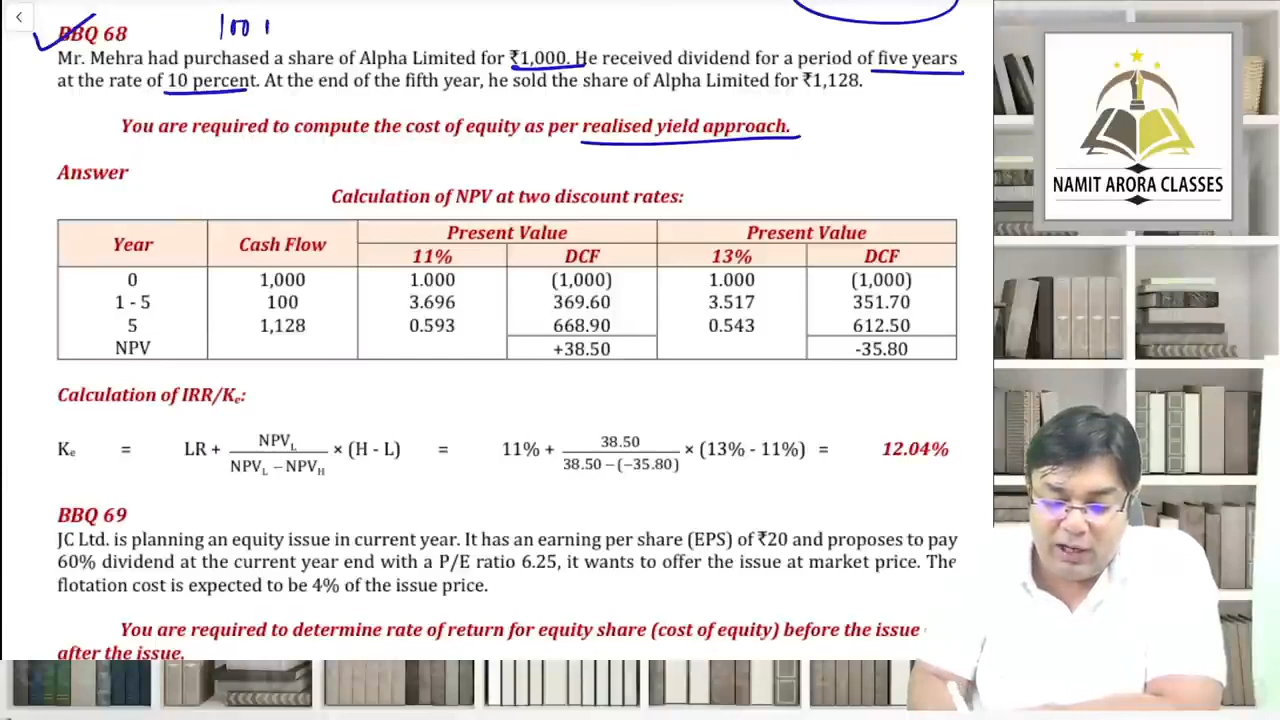 100
BBQ 68
Mr. Mehra had purchased a share of Alpha Limited for ₹1,000. He received dividend for a period of five years
at the rate of 10 percent. At the end of the fifth year, he sold the share of Alpha Limited for ₹1,128.
You are required to compute the cost of equity as per realised yield approach.
Answer
Calculation of NPV at two discount rates:
Year Cash Flow Present Value Present Value
11% DCF 13% DCF
0 1,000 1.000 (1,000) 1.000 (1,000)
1 - 5 100 3.696 369.60 3.517 351.70
5 1,128 0.593 668.90 0.543 612.50
NPV +38.50 -35.80
Calculation of IRR/Kₑ:
Kₑ = LR + NPV_L / (NPV_L − NPV_H) × (H - L) = 11% + 38.50 / (38.50 − (−35.80)) × (13% - 11%) = 12.04%
BBQ 69
JC Ltd. is planning an equity issue in current year. It has an earning per share (EPS) of ₹20 and proposes to pay
60% dividend at the current year end with a P/E ratio 6.25, it wants to offer the issue at market price. The
flotation cost is expected to be 4% of the issue price.
You are required to determine rate of return for equity share (cost of equity) before the issue
after the issue.
NAMIT ARORA CLASSES